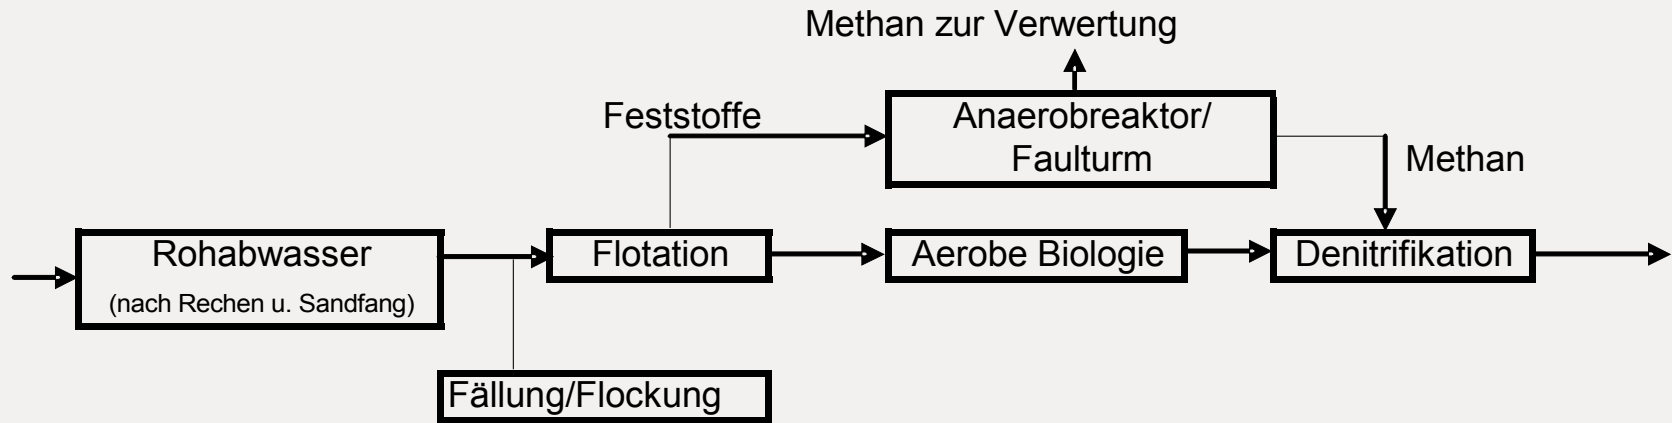 Methan zur Verwertung
Feststoffe
Anaerobreaktor/
Faulturm
Methan
Rohabwasser
(nach Rechen u. Sandfang)
Flotation
Aerobe Biologie
Denitrifikation
Fällung/Flockung